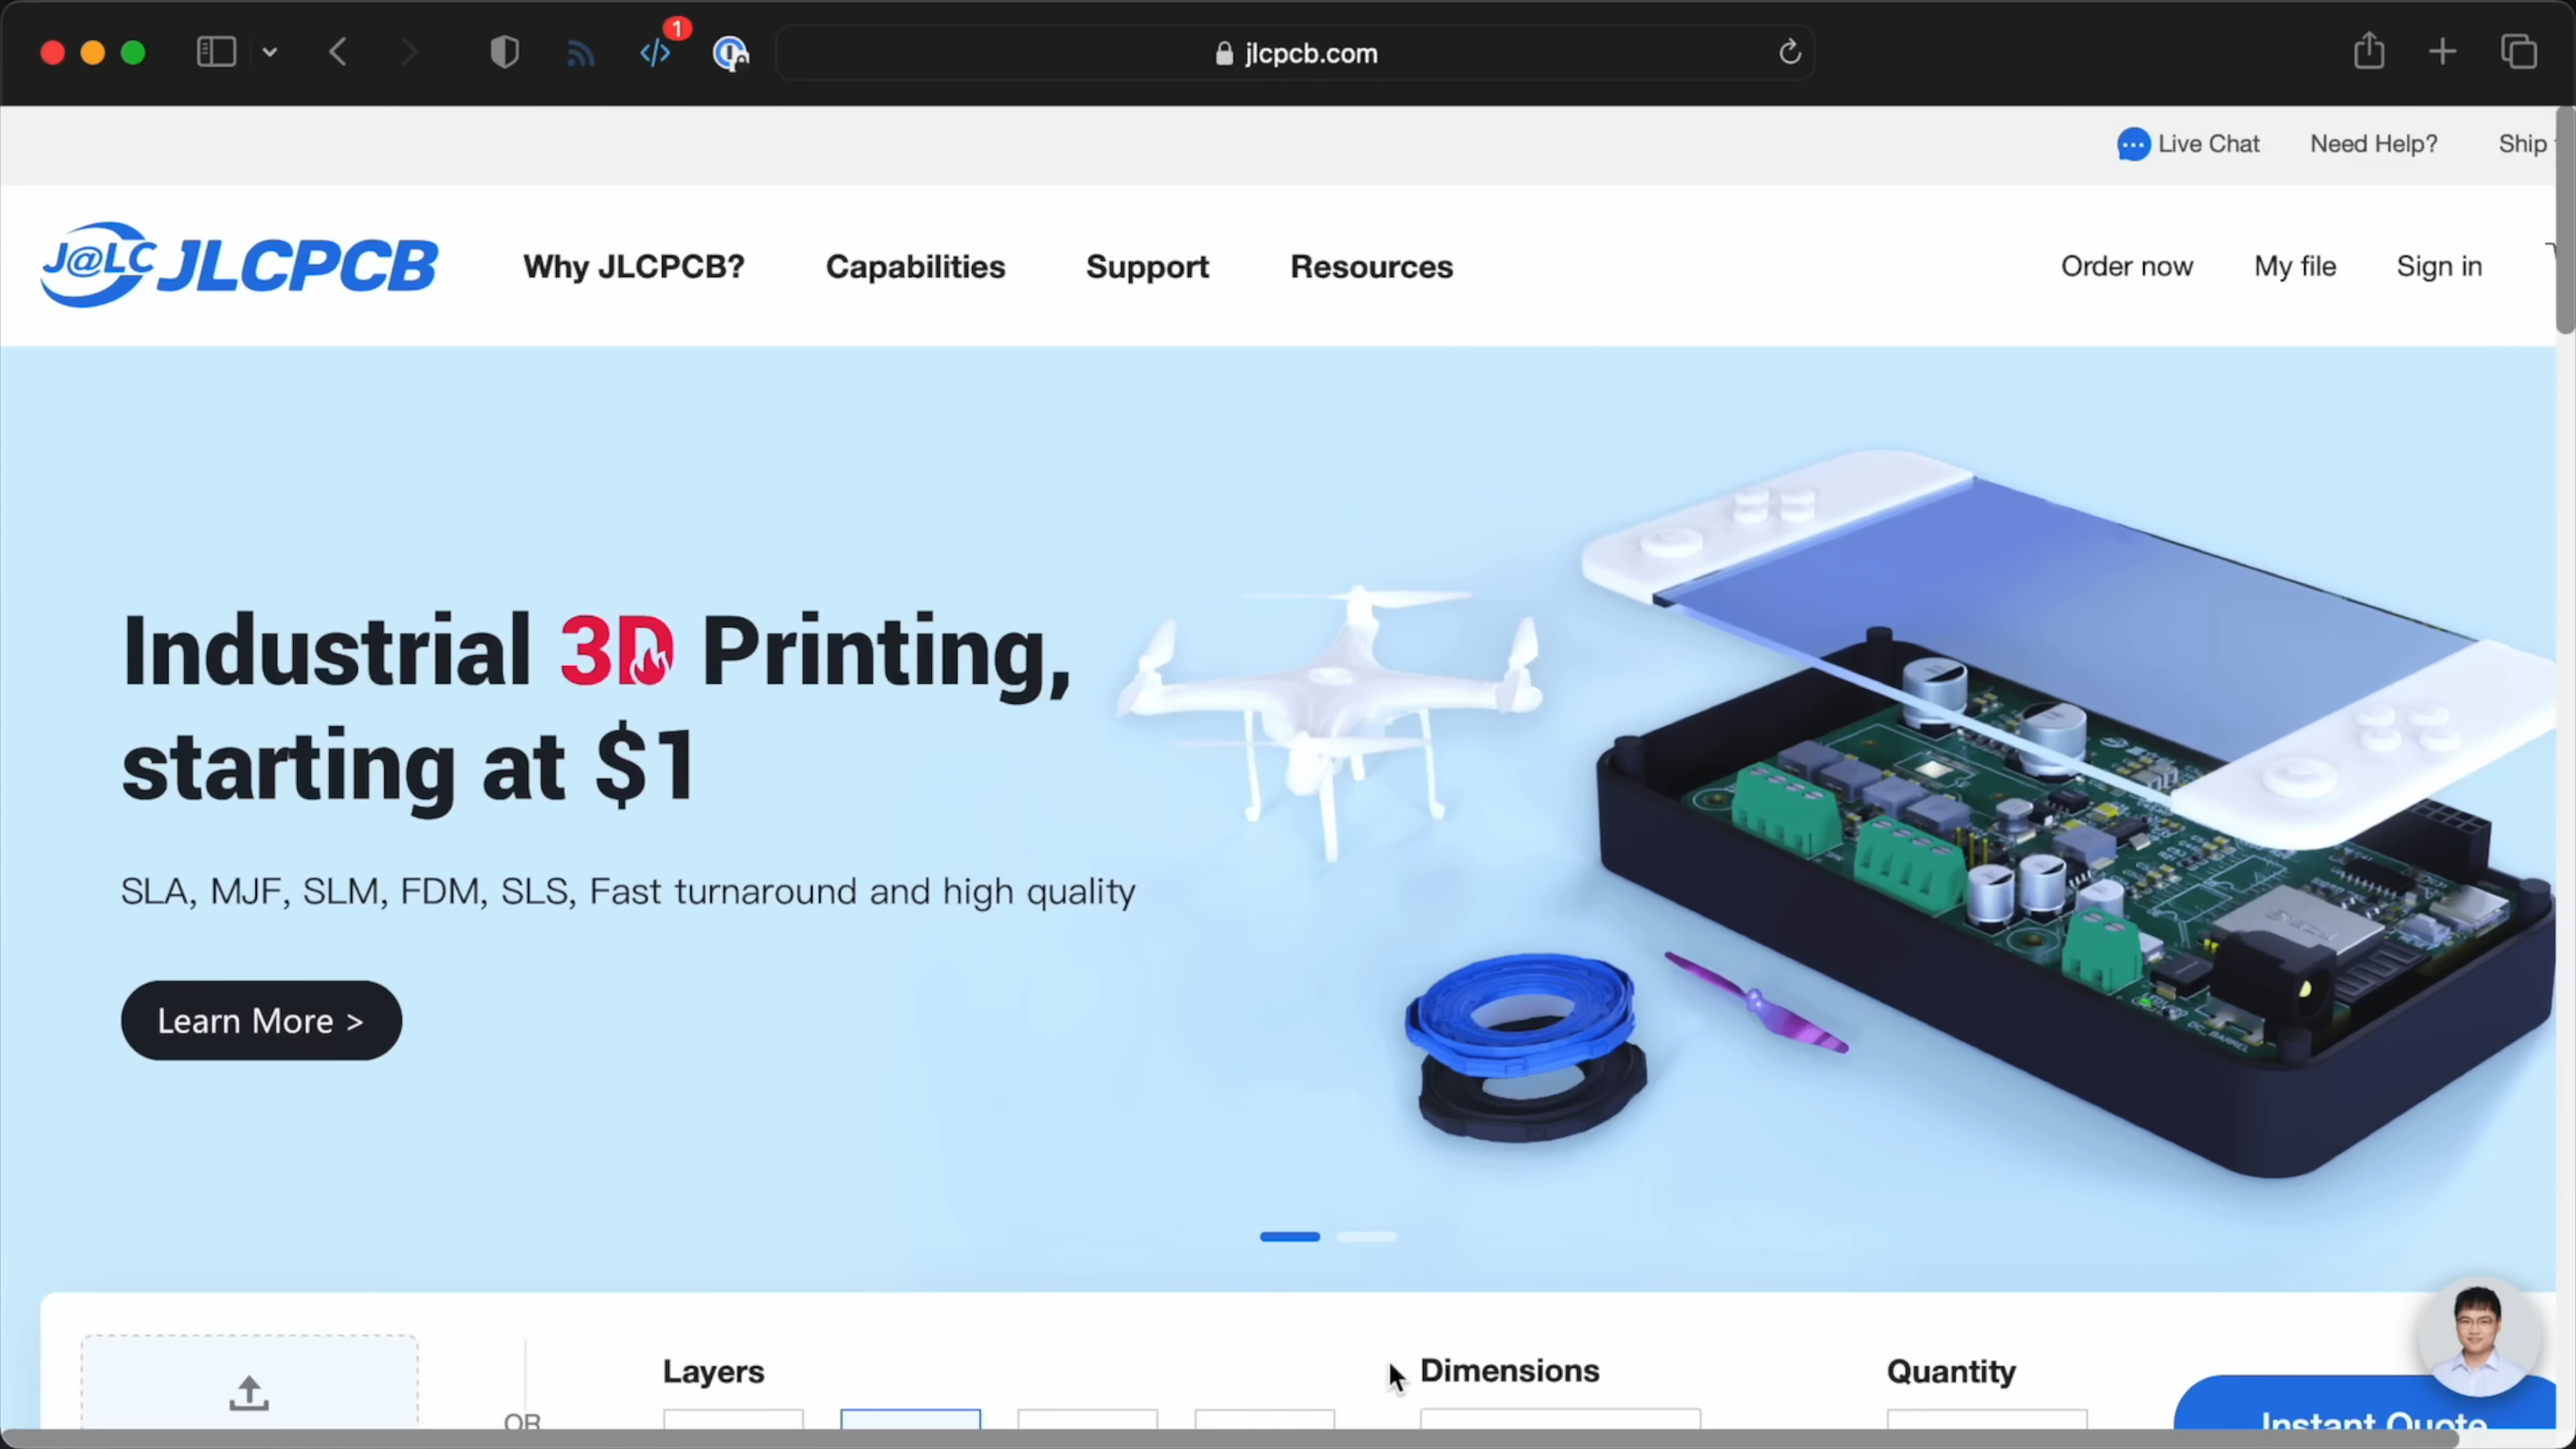 1
jlcpcb.com
Live Chat
Need Help?
Ship
J@LC JLCPCB
Why JLCPCB?
Capabilities
Support
Resources
Order now
My file
Sign in
Industrial 3D Printing,
starting at $1
SLA, MJF, SLM, FDM, SLS, Fast turnaround and high quality
Learn More >
DC_BARREL
Layers
Dimensions
Quantity
OR
Instant Quote